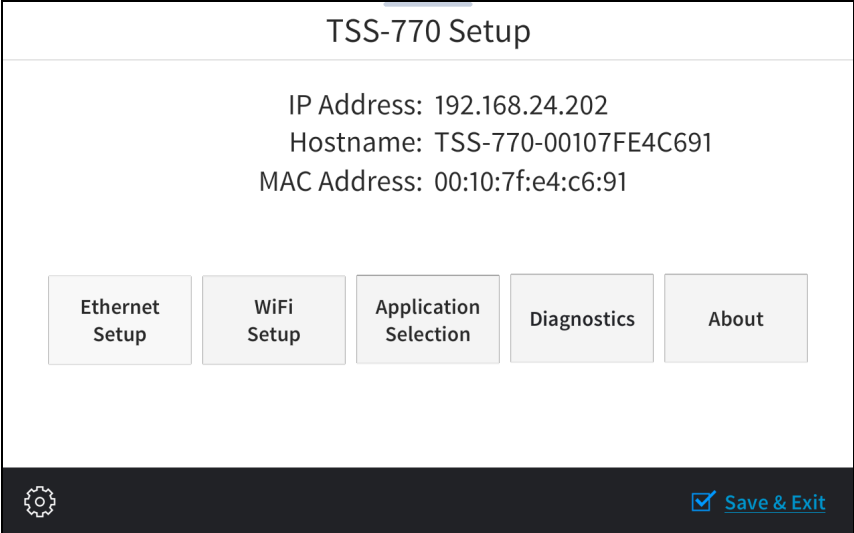 TSS-770 Setup
IP Address: 192.168.24.202
Hostname: TSS-770-00107FE4C691
MAC Address: 00:10:7f:e4:c6:91
Ethernet
Setup
WiFi
Setup
Application
Selection
Diagnostics
About
Save & Exit